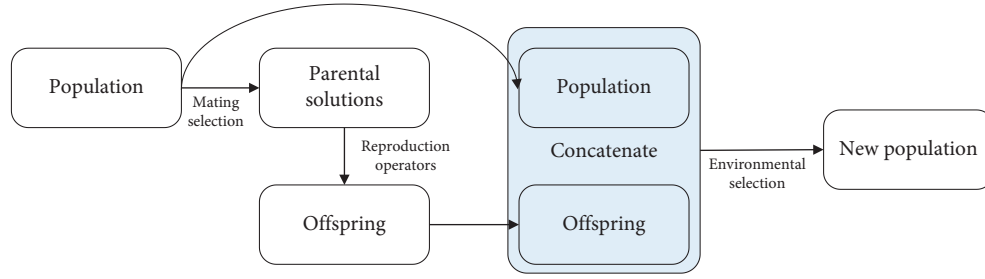 Population
Mating
selection
Parental
solutions
Reproduction
operators
Offspring
Population
Concatenate
Offspring
Environmental
selection
New population